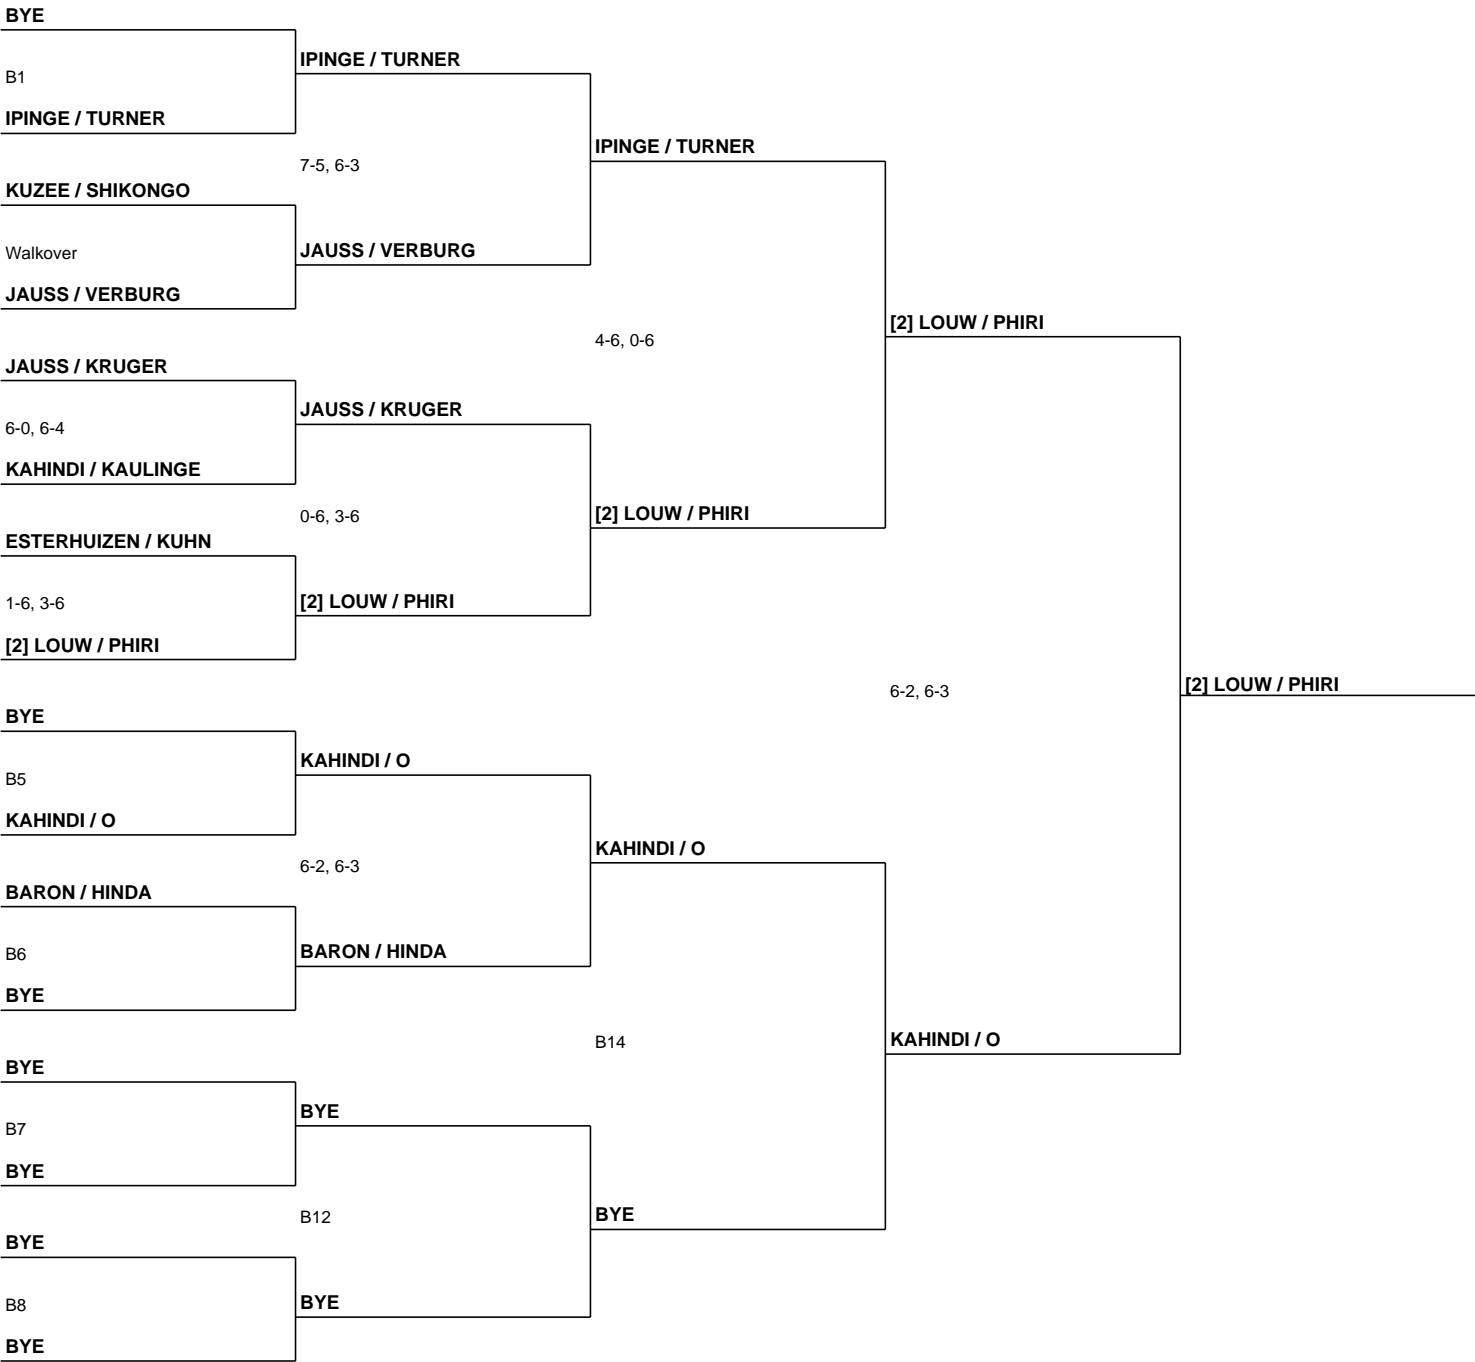 BYE
B1
IPINGE / TURNER
KUZEE / SHIKONGO
Walkover
JAUSS / VERBURG
JAUSS / KRUGER
6-0, 6-4
KAHINDI / KAULINGE
ESTERHUIZEN / KUHN
1-6, 3-6
[2] LOUW / PHIRI
BYE
B5
KAHINDI / O
BARON / HINDA
B6
BYE
BYE
B7
BYE
BYE
B8
BYE
IPINGE / TURNER
7-5, 6-3
JAUSS / VERBURG
JAUSS / KRUGER
0-6, 3-6
[2] LOUW / PHIRI
KAHINDI / O
6-2, 6-3
BARON / HINDA
BYE
B12
BYE
IPINGE / TURNER
4-6, 0-6
[2] LOUW / PHIRI
KAHINDI / O
B14
BYE
[2] LOUW / PHIRI
6-2, 6-3
KAHINDI / O
[2] LOUW / PHIRI